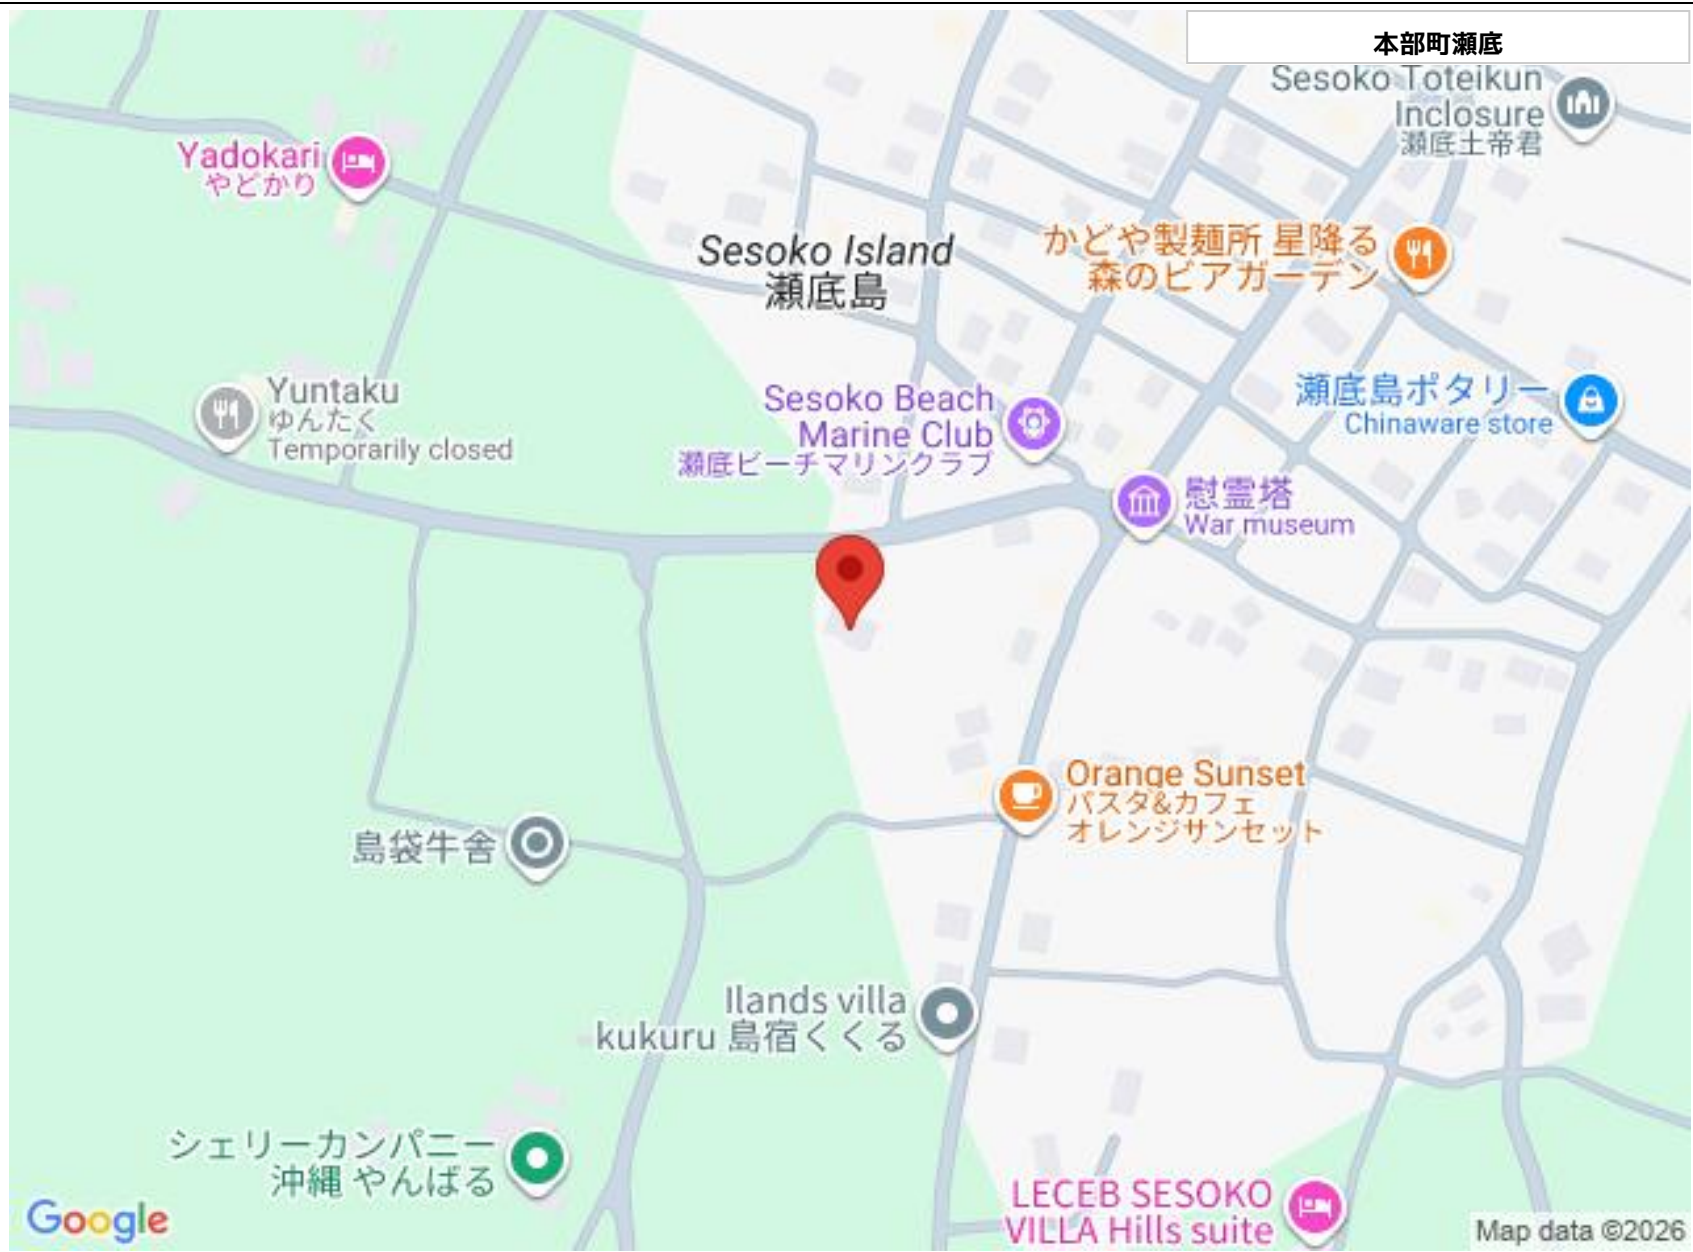 本部町瀬底
Sesoko Toteikun
Inclosure
瀬底土帝君
Yadokari
やどかり
Sesoko Island
瀬底島
かどや製麺所 星降る
森のビアガーデン
Yuntaku
ゆんたく
Temporarily closed
Sesoko Beach
Marine Club
瀬底ビーチマリンクラブ
瀬底島ポタリー
Chinaware store
慰霊塔
War museum
Orange Sunset
パスタ&カフェ
オレンジサンセット
島袋牛舎
Ilands villa
kukuru 島宿くくる
シェリーカンパニー
沖縄 やんばる
LECEB SESOKO
VILLA Hills suite
Google
Map data ©2026